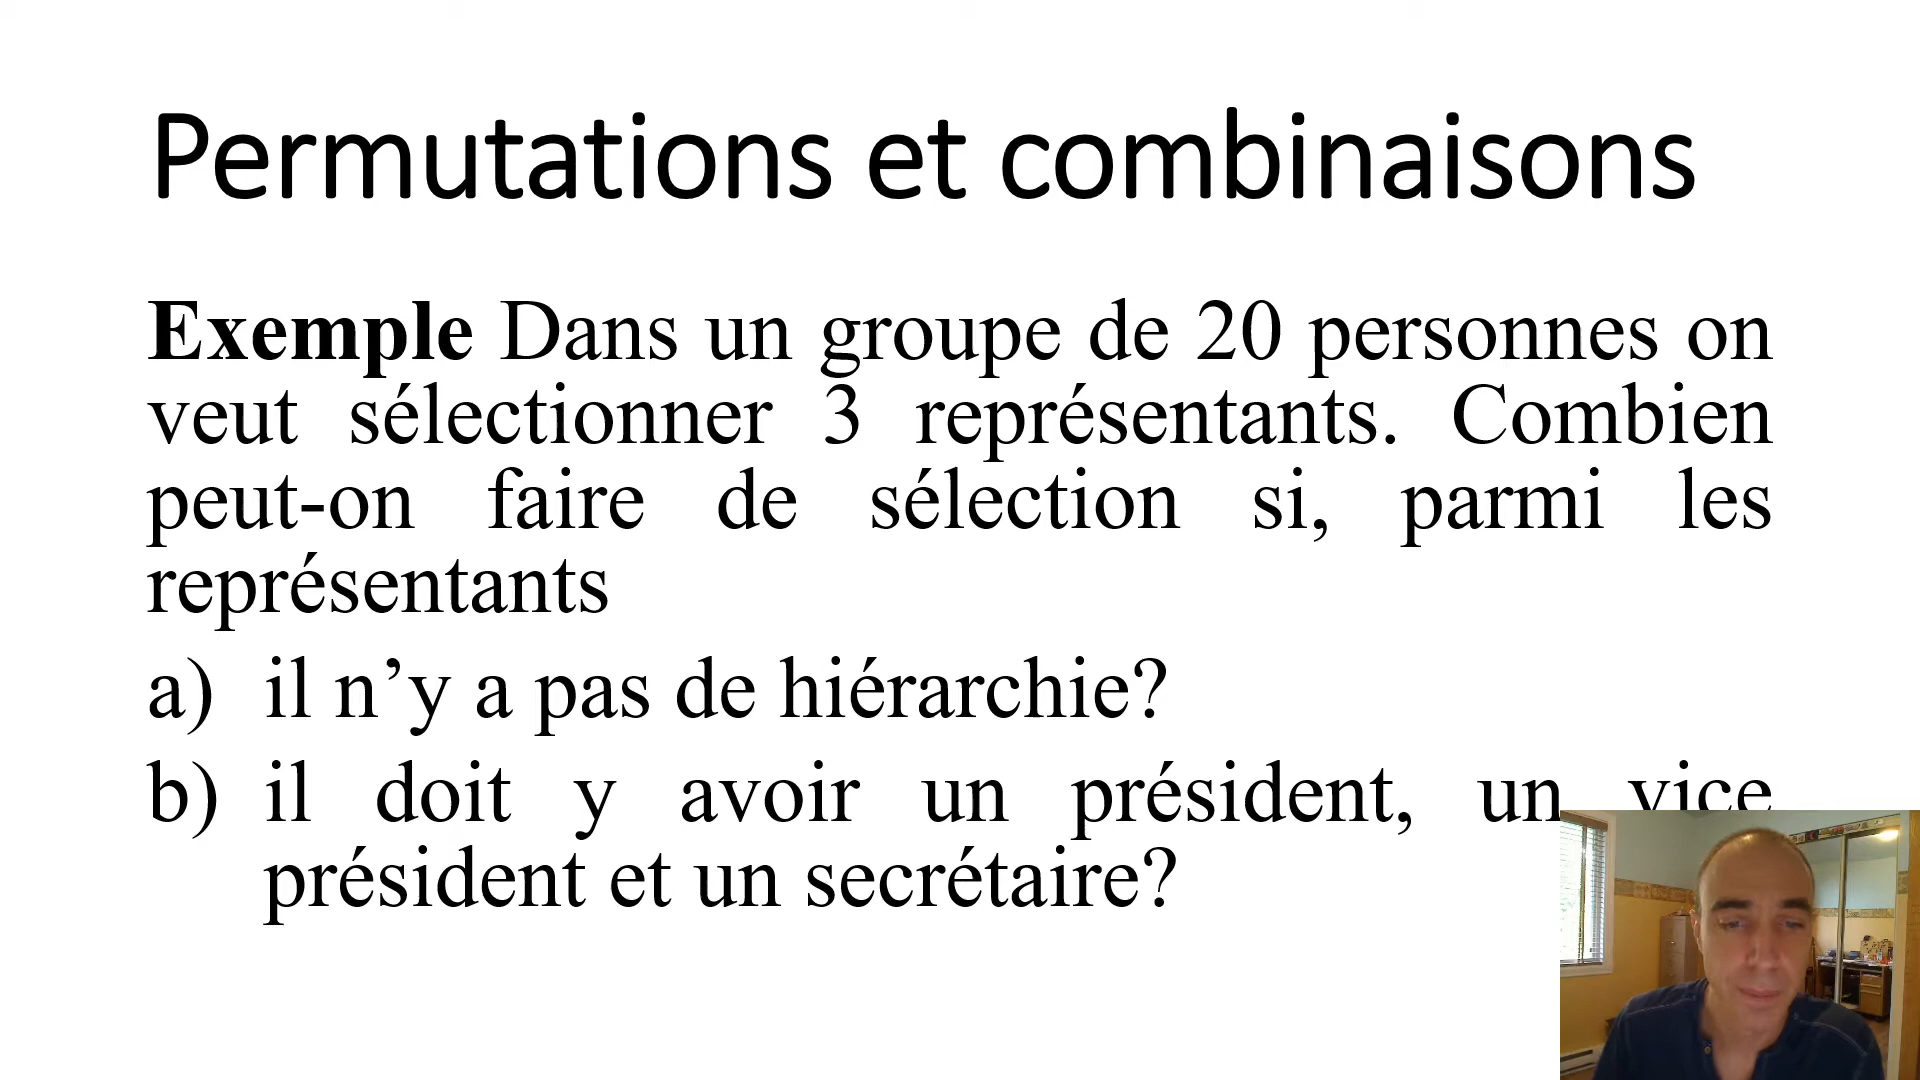 Permutations et combinaisons
Exemple Dans un groupe de 20 personnes on
veut sélectionner 3 représentants. Combien
peut-on faire de sélection si, parmi les
représentants
a) il n’y a pas de hiérarchie?
b) il doit y avoir un président, un vice
président et un secrétaire?